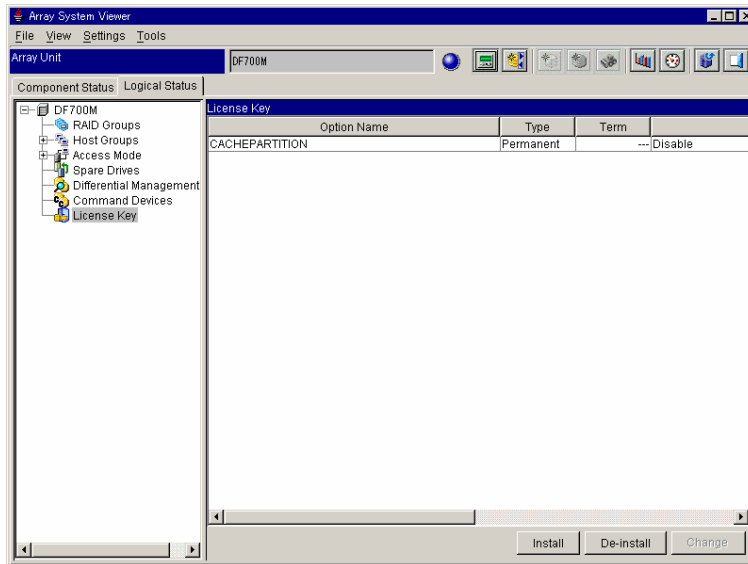 Array System Viewer
File View Settings Tools
Array Unit
DF700M
Component Status Logical Status
DF700M
RAID Groups
Host Groups
Access Mode
Spare Drives
Differential Management
Command Devices
License Key
License Key
Option Name Type Term
CACHEPARTITION Permanent --- Disable
Install De-install Change